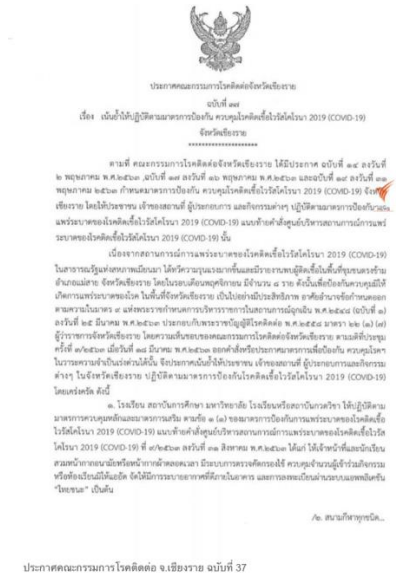 ประกาศคณะกรรมการโรคติดต่อจังหวัดเชียงราย
ฉบับที่ ๓๗
เรื่อง เน้นย้ำให้ปฏิบัติตามมาตรการป้องกัน ควบคุมโรคติดเชื้อไวรัสโคโรนา 2019 (COVID-19)
จังหวัดเชียงราย
********************
ตามที่ คณะกรรมการโรคติดต่อจังหวัดเชียงราย ได้มีประกาศ ฉบับที่ ๑๔ ลงวันที่
๒ พฤษภาคม พ.ศ.๒๕๖๓ ,ฉบับที่ ๑๗ ลงวันที่ ๑๖ พฤษภาคม พ.ศ.๒๕๖๓ และฉบับที่ ๑๙ ลงวันที่ ๓๑
พฤษภาคม ๒๕๖๓ กำหนดมาตรการป้องกัน ควบคุมโรคติดเชื้อไวรัสโคโรนา 2019 (COVID-19) จังหวัด
เชียงราย โดยให้ประชาชน เจ้าของสถานที่ ผู้ประกอบการ และกิจกรรมต่างๆ ปฏิบัติตามมาตรการป้องกันการ
แพร่ระบาดของโรคติดเชื้อไวรัสโคโรนา 2019 (COVID-19) แนบท้ายคำสั่งศูนย์บริหารสถานการณ์การแพร่
ระบาดของโรคติดเชื้อไวรัสโคโรนา 2019 (COVID-19) นั้น
เนื่องจากสถานการณ์การแพร่ระบาดของโรคติดเชื้อไวรัสโคโรนา 2019 (COVID-19)
ในสาธารณรัฐแห่งสหภาพเมียนมา ได้ทวีความรุนแรงมากขึ้นและมีรายงานพบผู้ติดเชื้อในพื้นที่ชุมชนตรงข้าม
อำเภอแม่สาย จังหวัดเชียงราย โดยในรอบเดือนพฤศจิกายน มีจำนวน ๘ ราย ดังนั้นเพื่อป้องกันควบคุมมิให้
เกิดการแพร่ระบาดของโรค ในพื้นที่จังหวัดเชียงราย เป็นไปอย่างมีประสิทธิภาพ อาศัยอำนาจข้อกำหนดออก
ตามความในมาตรา ๙ แห่งพระราชกำหนดการบริหารราชการในสถานการณ์ฉุกเฉิน พ.ศ.๒๕๔๘ (ฉบับที่ ๑)
ลงวันที่ ๒๕ มีนาคม พ.ศ.๒๕๖๓ ประกอบกับพระราชบัญญัติโรคติดต่อ พ.ศ.๒๕๕๘ มาตรา ๒๒ (๑) (๗)
ผู้ว่าราชการจังหวัดเชียงราย โดยความเห็นชอบของคณะกรรมการโรคติดต่อจังหวัดเชียงราย ตามมติที่ประชุม
ครั้งที่ ๓/๒๕๖๓ เมื่อวันที่ ๑๘ มีนาคม พ.ศ.๒๕๖๓ ออกคำสั่งหรือประกาศมาตรการเพื่อป้องกัน ควบคุมโรคฯ
ในวาระความจำเป็นเร่งด่วนได้นั้น จึงประกาศเน้นย้ำให้ประชาชน เจ้าของสถานที่ ผู้ประกอบการและกิจกรรม
ต่างๆ ในจังหวัดเชียงราย ปฏิบัติตามมาตรการป้องกันโรคติดเชื้อไวรัสโคโรนา 2019 (COVID-19)
โดยเคร่งครัด ดังนี้
๑. โรงเรียน สถาบันการศึกษา มหาวิทยาลัย โรงเรียนหรือสถาบันกวดวิชา ให้ปฏิบัติตาม
มาตรการควบคุมหลักและมาตรการเสริม ตามข้อ ๑ (๑) ของมาตรการป้องกันการแพร่ระบาดของโรคติดเชื้อ
ไวรัสโคโรนา 2019 (COVID-19) แนบท้ายคำสั่งศูนย์บริหารสถานการณ์การแพร่ระบาดของโรคติดเชื้อไวรัส
โคโรนา 2019 (COVID-19) ที่ ๙/๒๕๖๓ ลงวันที่ ๓๑ สิงหาคม พ.ศ.๒๕๖๓ ได้แก่ ให้เจ้าหน้าที่และนักเรียน
สวมหน้ากากอนามัยหรือหน้ากากผ้าตลอดเวลา มีระบบการตรวจคัดกรองไข้ ควบคุมจำนวนผู้เข้าร่วมกิจกรรม
หรือห้องเรียนมิให้แออัด จัดให้มีการระบายอากาศที่ดีภายในอาคาร และการลงทะเบียนผ่านระบบแอพพลิเคชัน
"ไทยชนะ" เป็นต้น
/๒. สนามกีฬาทุกชนิด...
ประกาศคณะกรรมการโรคติดต่อ จ.เชียงราย ฉบับที่ 37